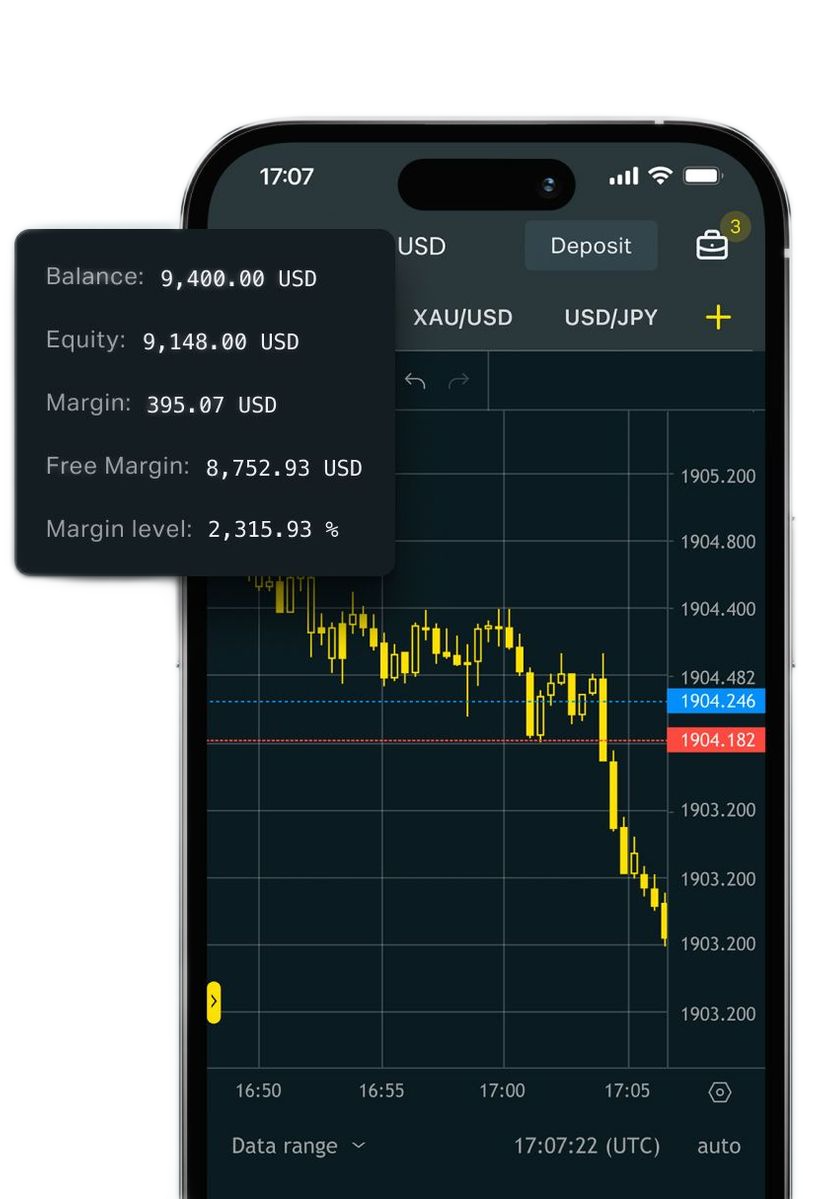 17:07
3
USD
Deposit
XAU/USD
USD/JPY
Balance: 9,400.00 USD
Equity: 9,148.00 USD
Margin: 395.07 USD
Free Margin: 8,752.93 USD
Margin level: 2,315.93 %
1905.200
1904.800
1904.400
1904.482
1904.246
1904.182
1903.200
1903.200
1903.200
1903.200
16:50 16:55 17:00 17:05
Data range 17:07:22 (UTC) auto